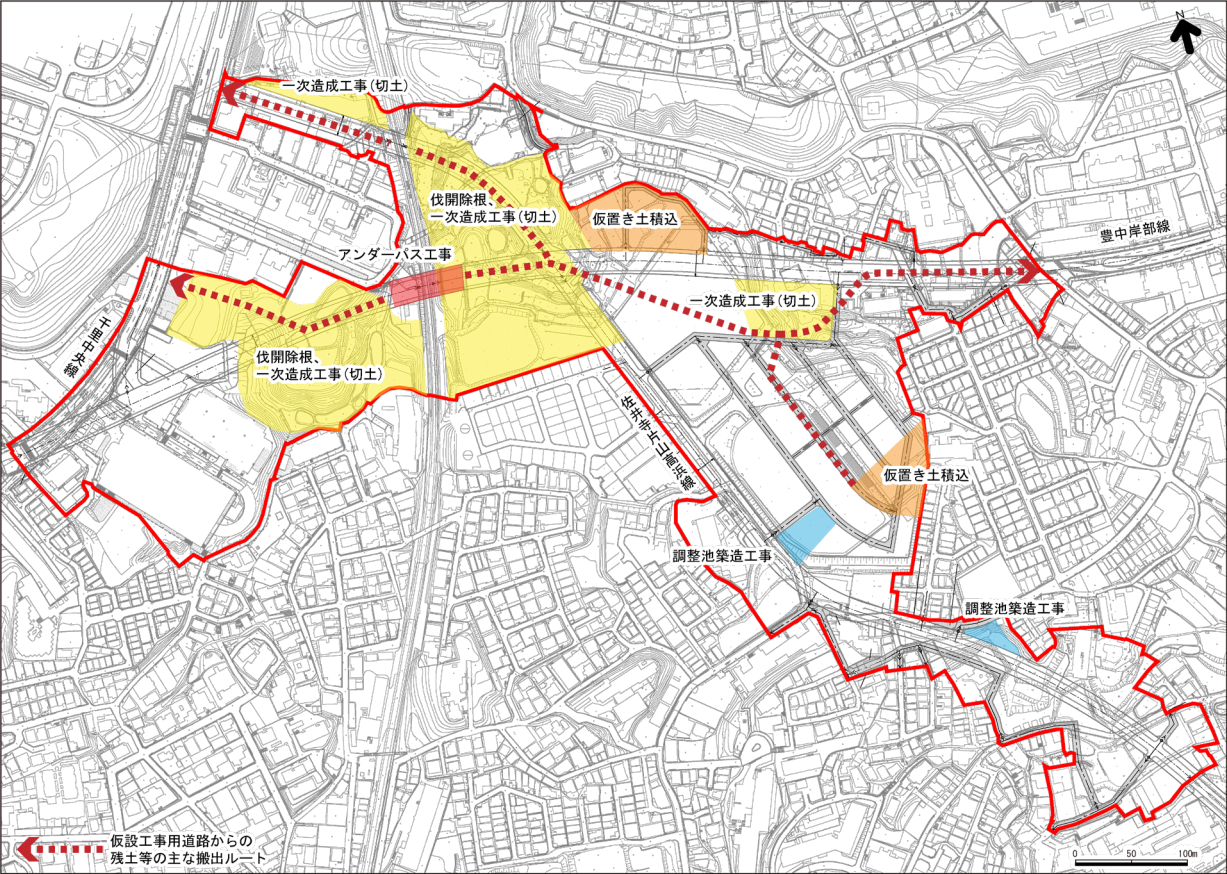 N
一次造成工事(切土)
伐開除根、
一次造成工事(切土)
仮置き土積込
豊中岸部線
アンダーパス工事
一次造成工事(切土)
千里中央線
伐開除根、
一次造成工事(切土)
佐井寺片山高浜線
仮置き土積込
調整池築造工事
調整池築造工事
仮設工事用道路からの
残土等の主な搬出ルート
0 50 100m